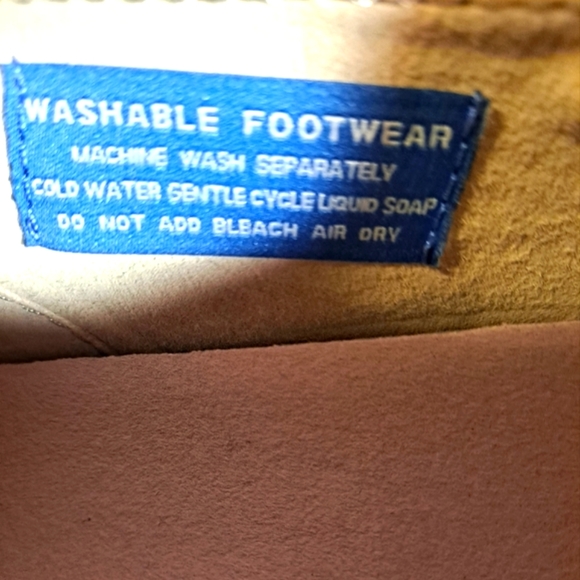 WASHABLE FOOTWEAR
MACHINE WASH SEPARATELY
COLD WATER GENTLE CYCLE LIQUID SOAP
DO NOT ADD BLEACH AIR DRY